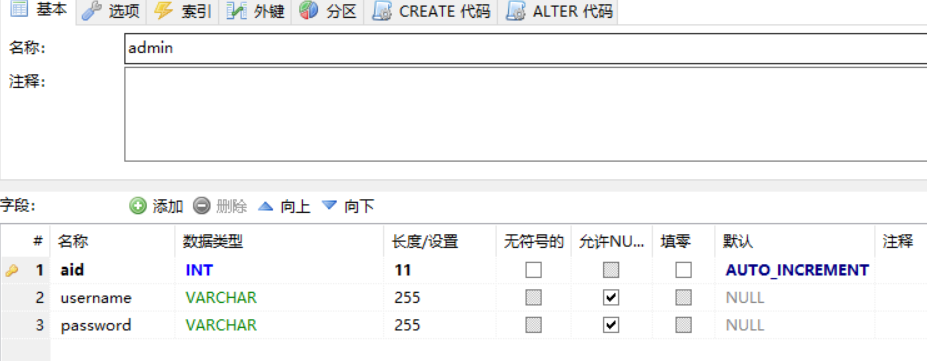 基本 选项 索引 外键 分区 CREATE 代码 ALTER 代码
名称: admin
注释:
字段: 添加 删除 向上 向下
# 名称 数据类型 长度/设置 无符号的 允许NU... 填零 默认 注释
1 aid INT 11 AUTO_INCREMENT
2 username VARCHAR 255 NULL
3 password VARCHAR 255 NULL